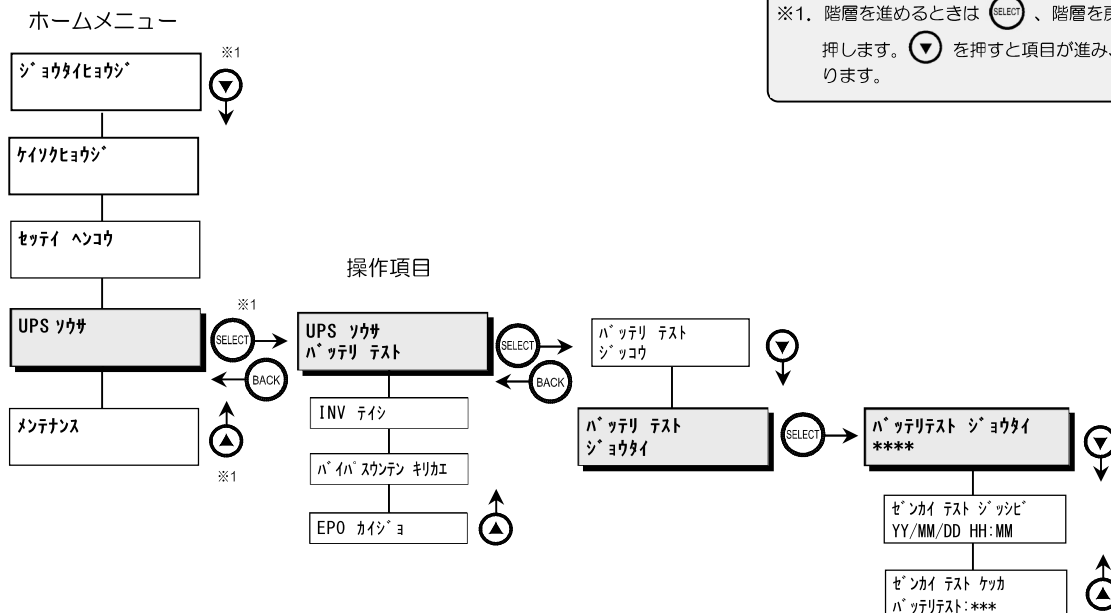 ホームメニュー
※1. 階層を進めるときは SELECT 、階層を
押します。 ▼ を押すと項目が進み、
ります。
ジョウタイヒョウジ
※1
ケイソクヒョウジ
セッテイ ヘンコウ
操作項目
UPS ソウサ
※1
SELECT
BACK
UPS ソウサ
バッテリ テスト
SELECT
BACK
バッテリ テスト
ジッコウ
メンテナンス
※1
INV テイシ
バイパスウンテン キリカエ
EPO カイジョ
バッテリ テスト
ジョウタイ
SELECT
バッテリテスト ジョウタイ
****
ゼンカイ テスト ジッシビ
YY/MM/DD HH:MM
ゼンカイ テスト ケッカ
バッテリテスト:***